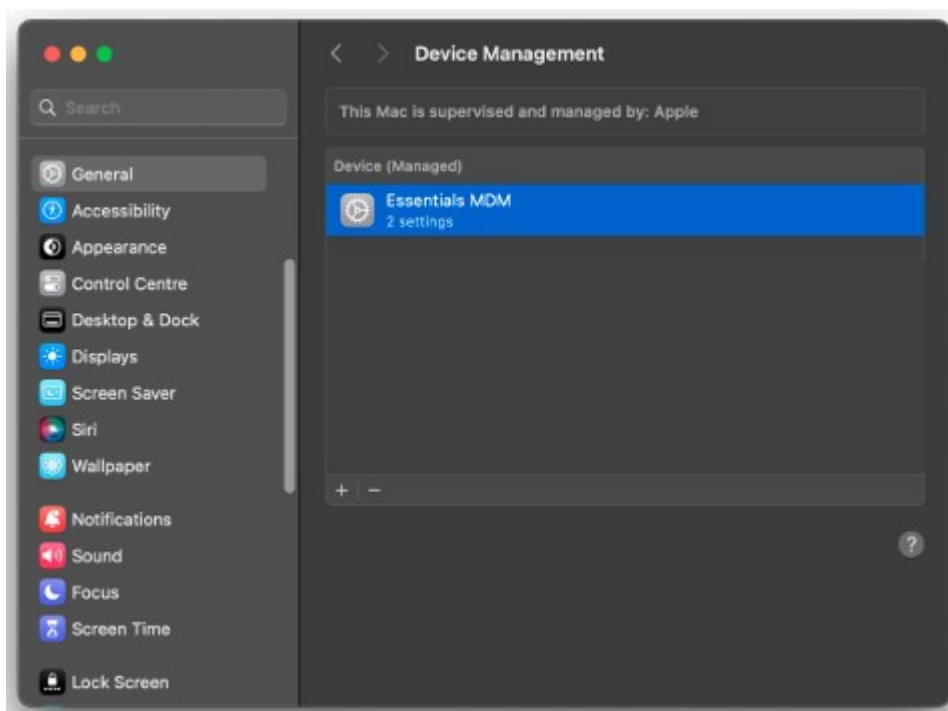 Device Management
Search
This Mac is supervised and managed by: Apple
General
Accessibility
Appearance
Control Centre
Desktop & Dock
Displays
Screen Saver
Siri
Wallpaper
Notifications
Sound
Focus
Screen Time
Lock Screen
Device (Managed)
Essentials MDM
2 settings
+ −
?